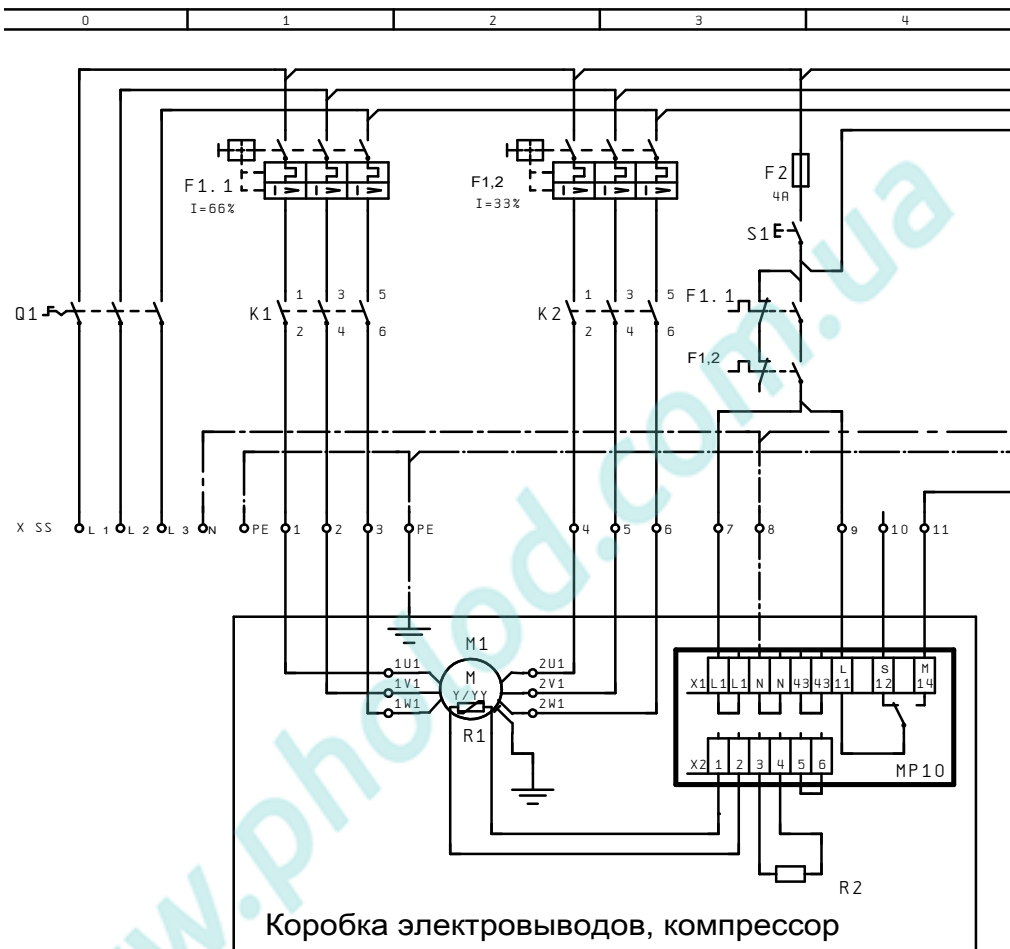 0 1 2 3 4
F1.1
I=66%
F1,2
I=33%
F2
4A
S1
Q1
K1
1 3 5
2 4 6
K2
1 3 5
2 4 6
F1.1
F1,2
X SS L1 L2 L3 N PE 1 2 3 PE 4 5 6 7 8 9 10 11
M1
1U1
1V1
1W1
M
Y/YY
2U1
2V1
2W1
R1
L S M
X1 L1 L1 N N 43 43 11 12 14
X2 1 2 3 4 5 6
MP10
R2
Коробка электровыводов, компрессор
www.pholod.com.ua